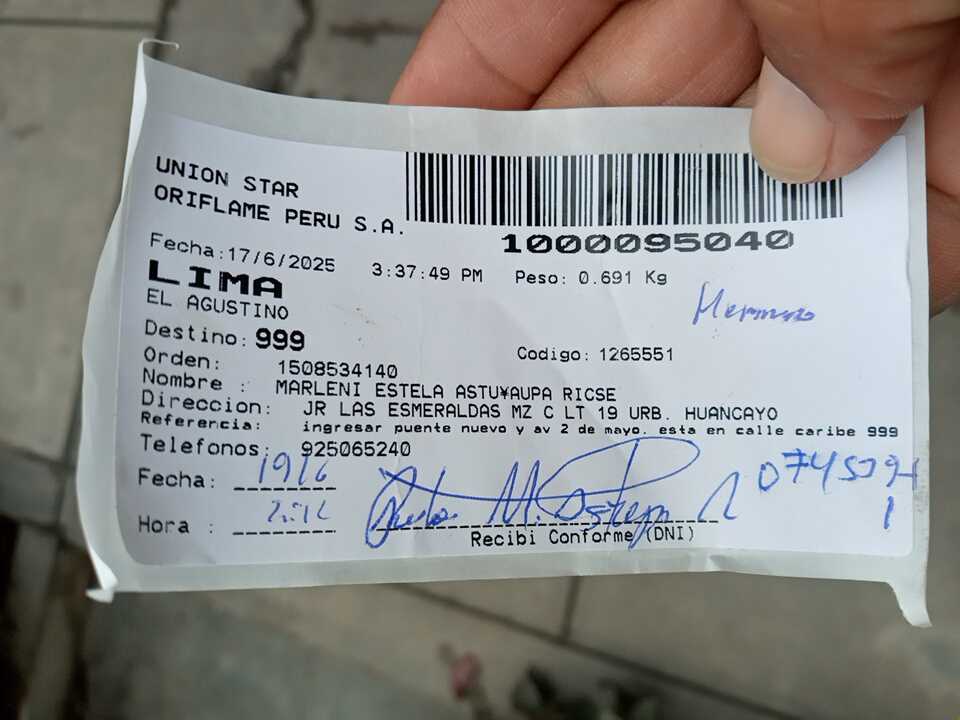 UNION STAR
ORIFLAME PERU S.A.
1000095040
Fecha:17/6/2025 3:37:49 PM Peso: 0.691 Kg
LIMA
EL AGUSTINO
Hermano
Destino: 999
Orden: 1508534140 Codigo: 1265551
Nombre : MARLENI ESTELA ASTU¥AUPA RICSE
Direccion: JR LAS ESMERALDAS MZ C LT 19 URB. HUANCAYO
Referencia: ingresar puente nuevo y av 2 de mayo. esta en calle caribe 999
Telefonos: 925065240
Fecha: 19/6
Hora :
Recibi Conforme (DNI)